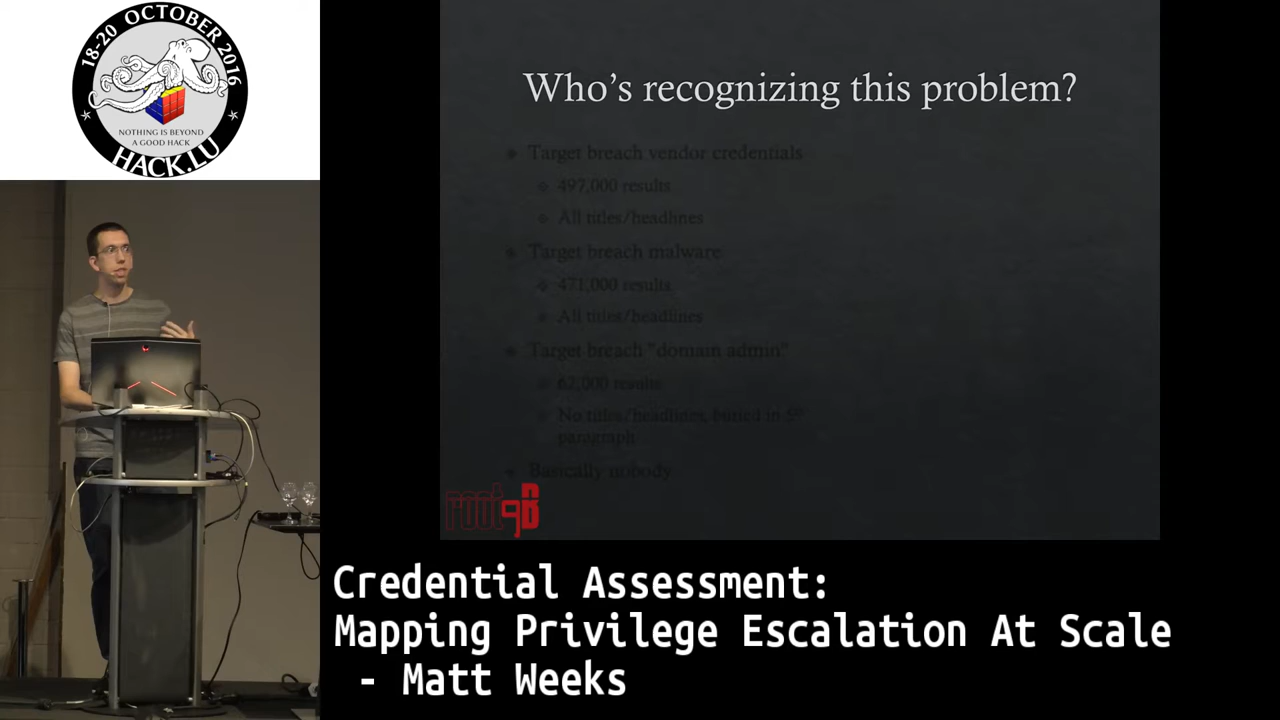 18-20 OCTOBER 2016
NOTHING IS BEYOND
A GOOD HACK
HACK.LU
Who's recognizing this problem?
Target breach vendor credentials
497,000 results
All titles/headlines
Target breach malware
471,000 results
All titles/headlines
Target breach "domain admin"
62,000 results
No titles/headlines, buried in 5th
paragraph
Basically nobody
root9B
Credential Assessment:
Mapping Privilege Escalation At Scale
- Matt Weeks